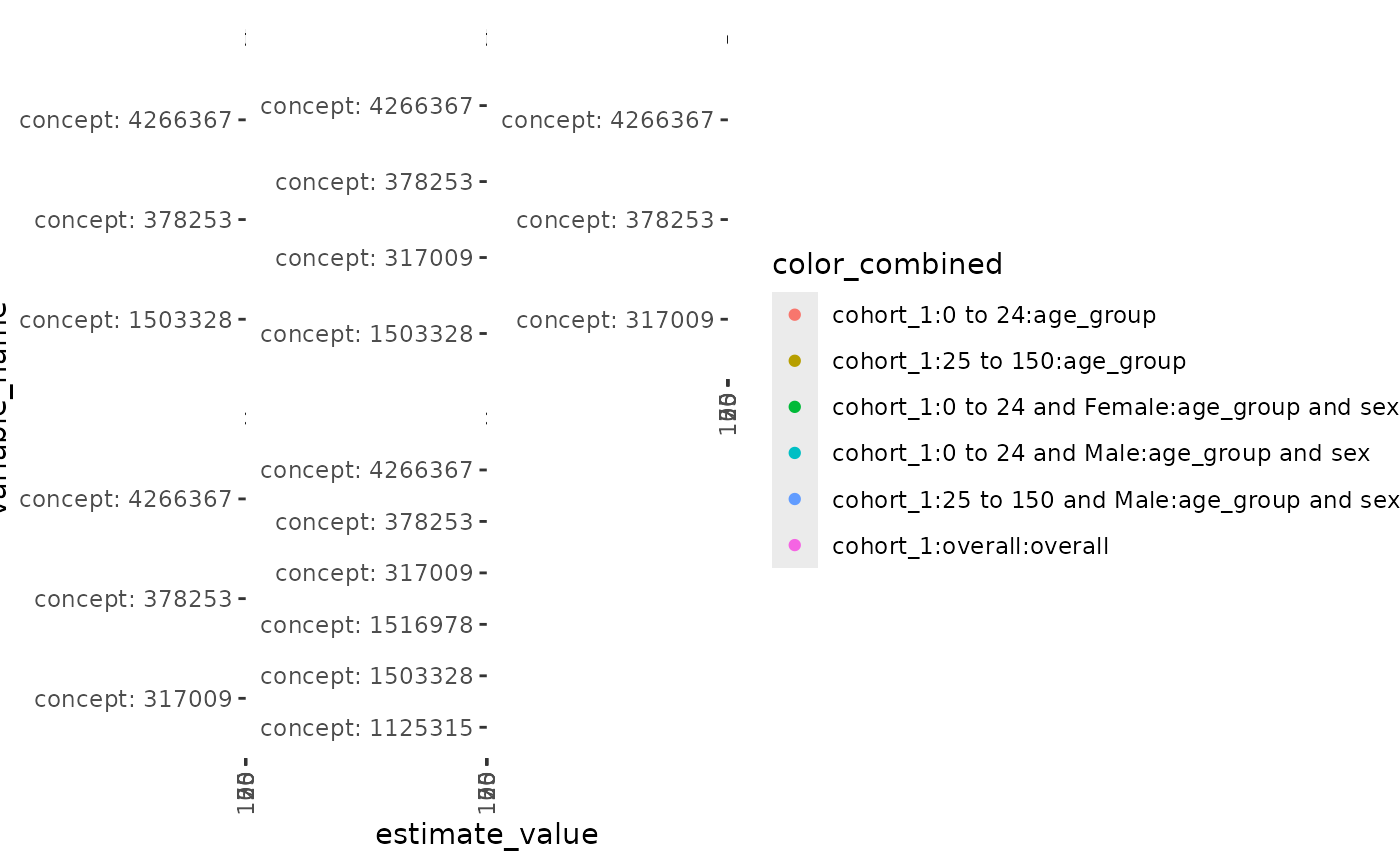 concept: 4266367
concept: 378253
concept: 1503328
concept: 4266367
concept: 378253
concept: 317009
concept: 1503328
concept: 4266367
concept: 378253
concept: 317009
concept: 4266367
concept: 378253
concept: 317009
concept: 4266367
concept: 378253
concept: 317009
concept: 1516978
concept: 1503328
concept: 1125315
estimate_value
color_combined
cohort_1:0 to 24:age_group
cohort_1:25 to 150:age_group
cohort_1:0 to 24 and Female:age_group and sex
cohort_1:0 to 24 and Male:age_group and sex
cohort_1:25 to 150 and Male:age_group and sex
cohort_1:overall:overall